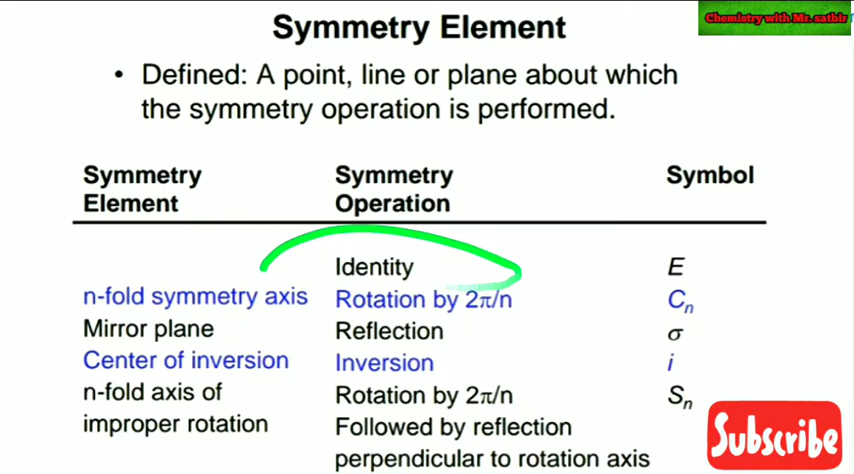 Chemistry with Mr. satbir
Symmetry Element
• Defined: A point, line or plane about which
the symmetry operation is performed.
Symmetry Element Symmetry Operation Symbol
Identity E
n-fold symmetry axis Rotation by 2π/n Cn
Mirror plane Reflection σ
Center of inversion Inversion i
n-fold axis of Rotation by 2π/n Sn
improper rotation Followed by reflection
perpendicular to rotation axis
Subscribe